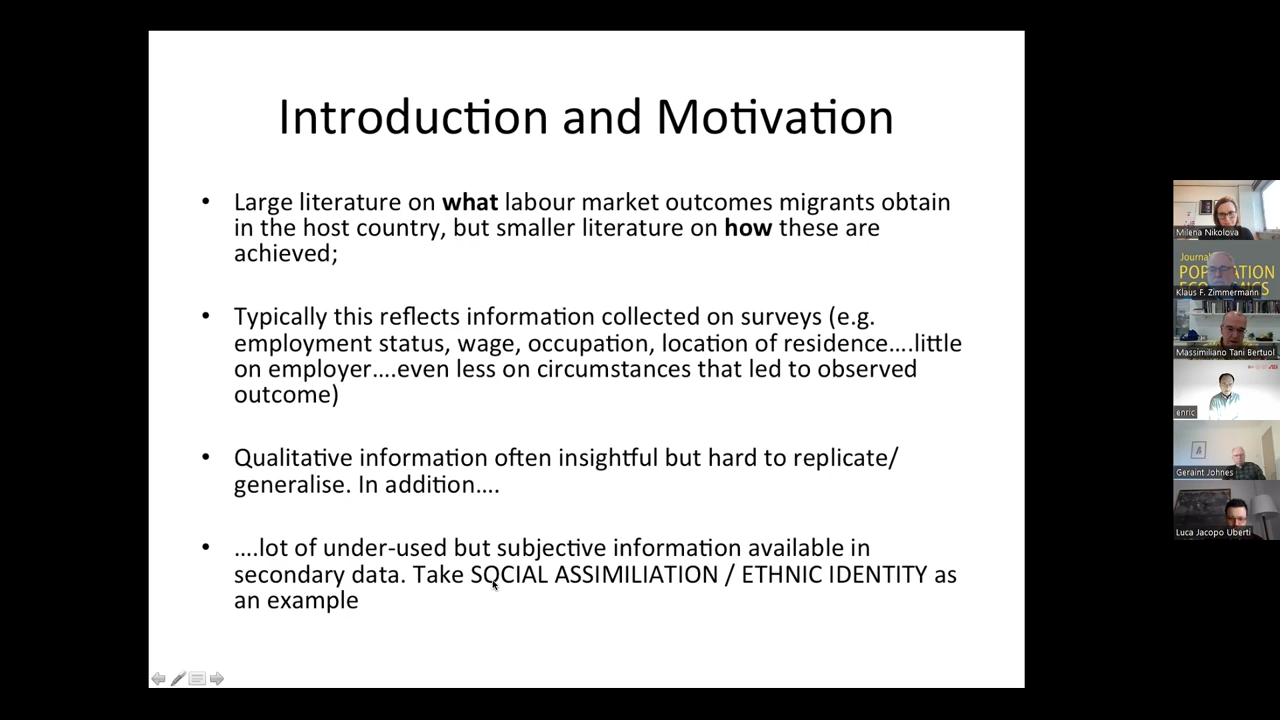 Introduction and Motivation
• Large literature on what labour market outcomes migrants obtain
in the host country, but smaller literature on how these are
achieved;
• Typically this reflects information collected on surveys (e.g.
employment status, wage, occupation, location of residence....little
on employer....even less on circumstances that led to observed
outcome)
• Qualitative information often insightful but hard to replicate/
generalise. In addition....
• ....lot of under-used but subjective information available in
secondary data. Take SOCIAL ASSIMILIATION / ETHNIC IDENTITY as
an example
Milena Nikolova
Klaus F. Zimmermann
Massimiliano Tani Bertuol
enric
Geraint Johnes
Luca Jacopo Uberti